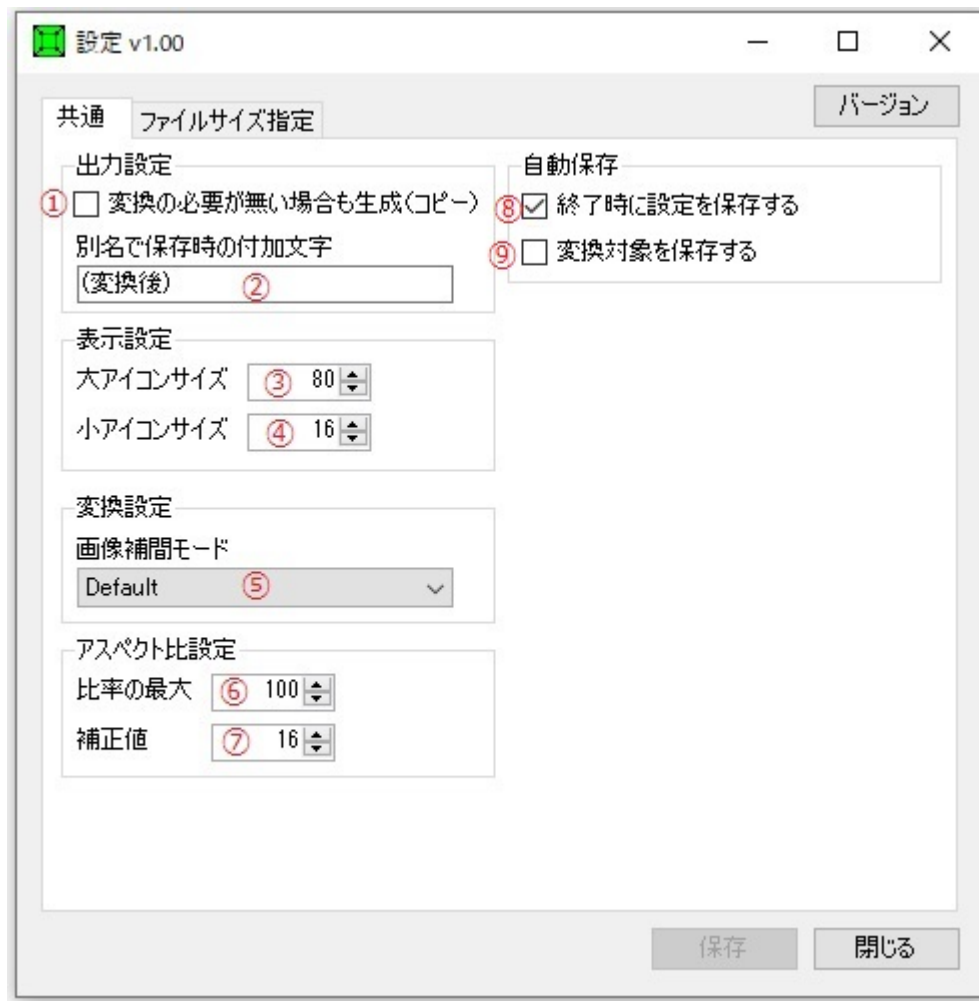 設定 v1.00
バージョン
共通 ファイルサイズ指定
出力設定
① 変換の必要が無い場合も生成(コピー)
別名で保存時の付加文字
(変換後) ②
表示設定
大アイコンサイズ ③ 80
小アイコンサイズ ④ 16
変換設定
画像補間モード
Default ⑤
アスペクト比設定
比率の最大 ⑥ 100
補正値 ⑦ 16
自動保存
⑧ 終了時に設定を保存する
⑨ 変換対象を保存する
保存 閉じる